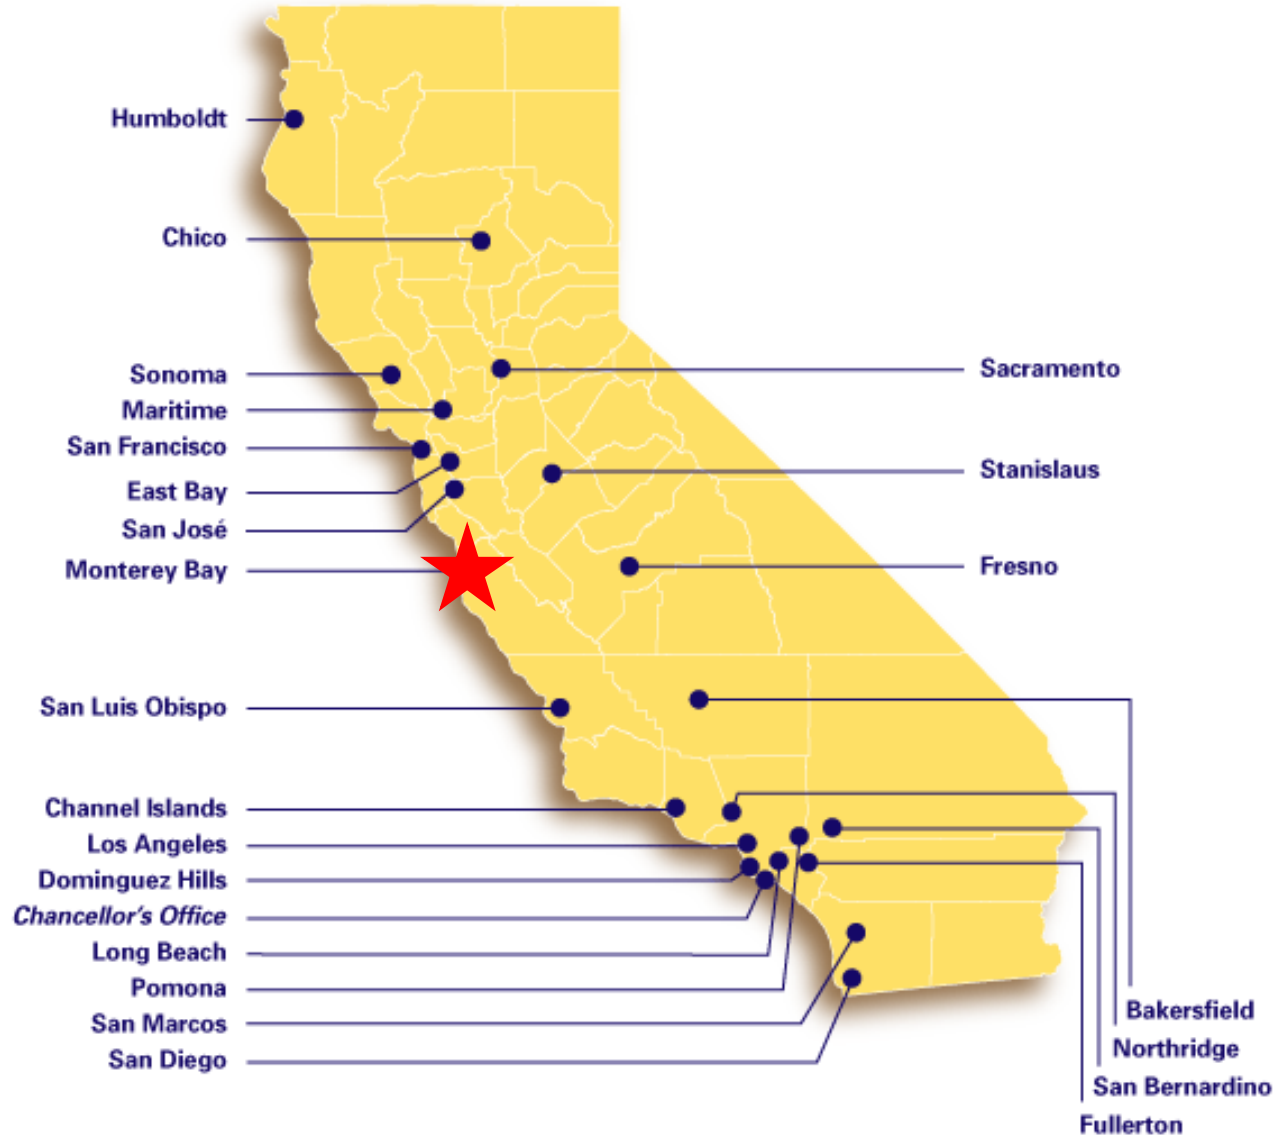 Humboldt
Chico
Sonoma
Maritime
San Francisco
East Bay
San José
Monterey Bay
San Luis Obispo
Channel Islands
Los Angeles
Dominguez Hills
Chancellor's Office
Long Beach
Pomona
San Marcos
San Diego
Sacramento
Stanislaus
Fresno
Bakersfield
Northridge
San Bernardino
Fullerton